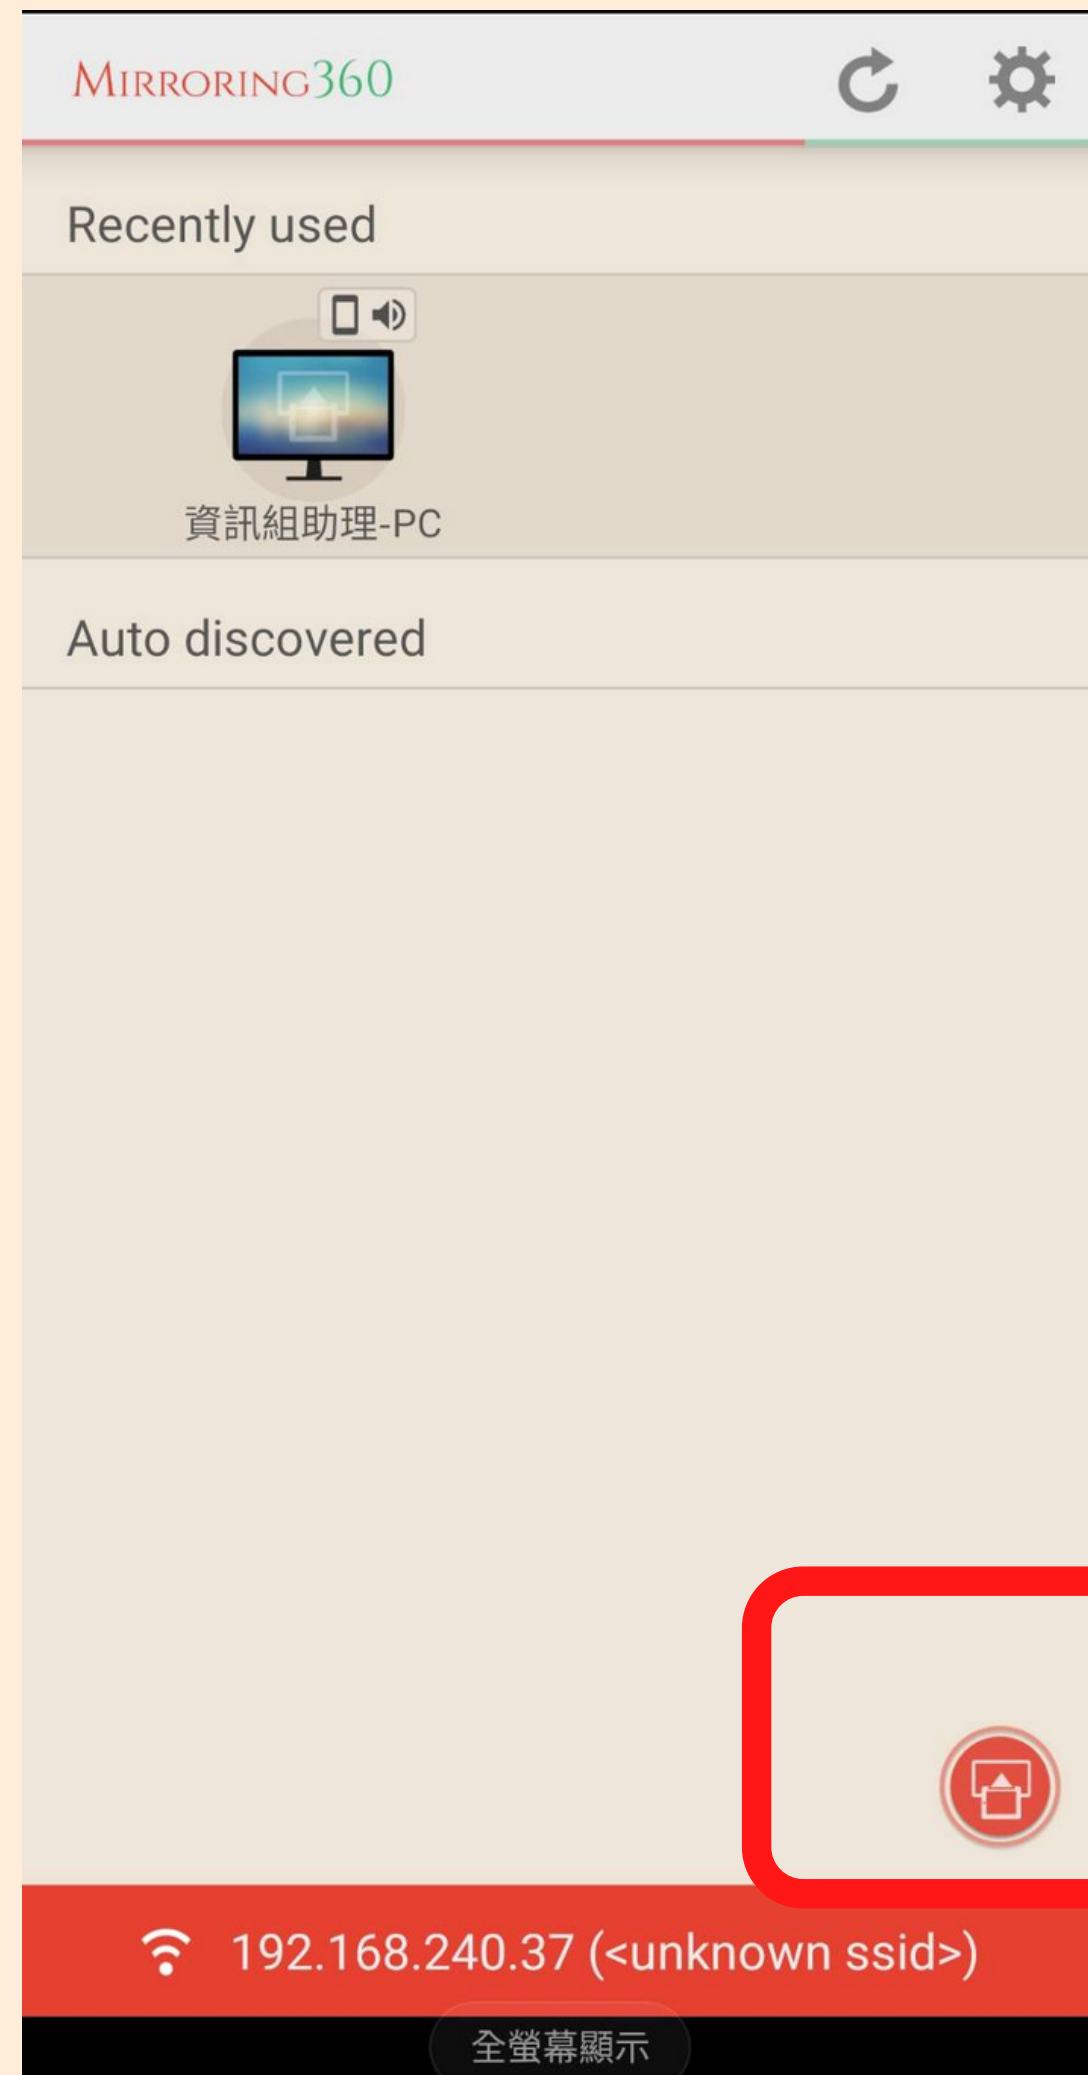 Mirroring360
Recently used
資訊組助理-PC
Auto discovered
192.168.240.37 (<unknown ssid>)
全螢幕顯示